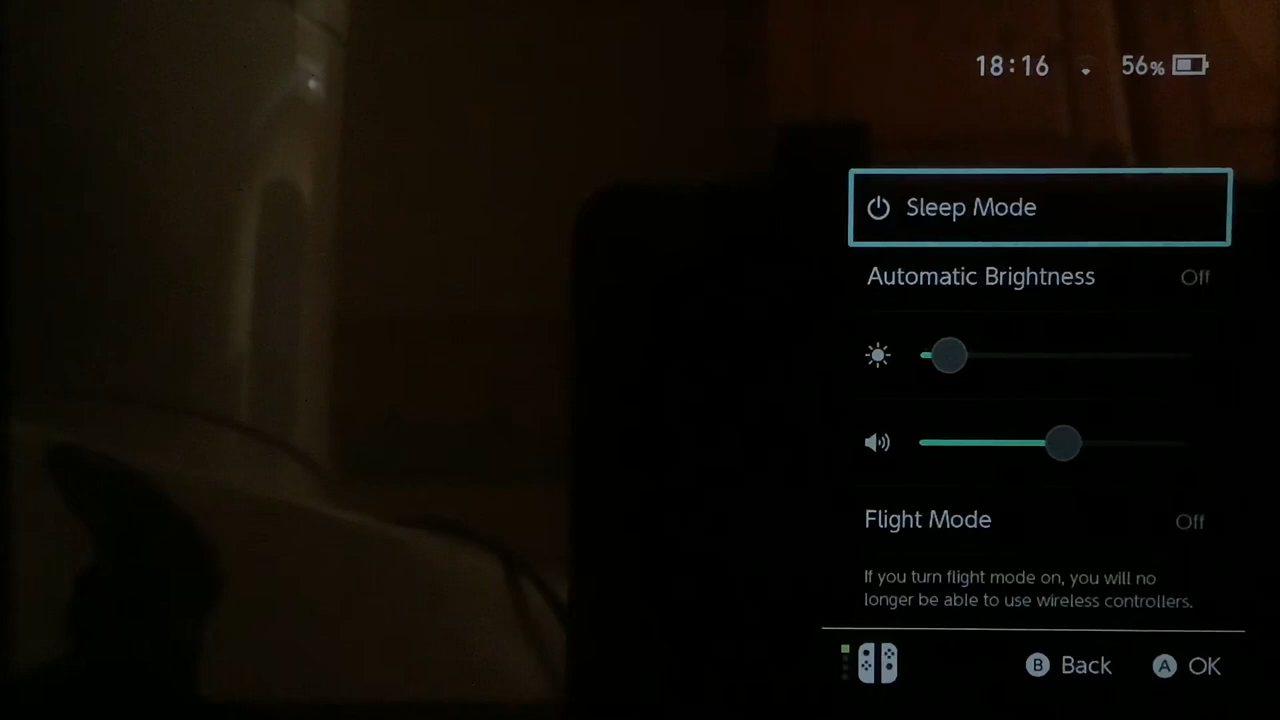 18:16 56%
Sleep Mode
Automatic Brightness Off
Flight Mode Off
If you turn flight mode on, you will no
longer be able to use wireless controllers.
B Back A OK